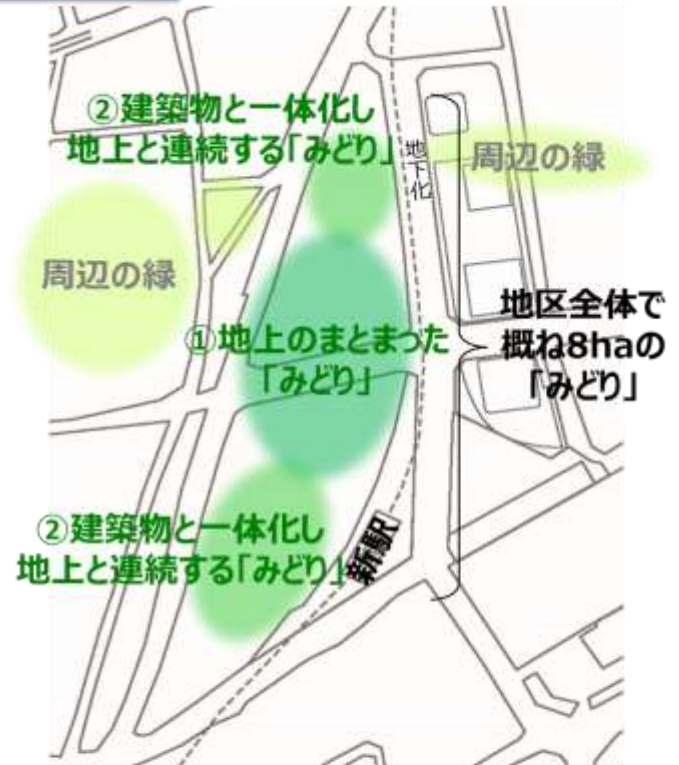 ②建築物と一体化し
地上と連続する「みどり」
地下化
周辺の緑
周辺の緑
地区全体で
概ね8haの
「みどり」
①地上のまとまった
「みどり」
②建築物と一体化し
地上と連続する「みどり」
新駅